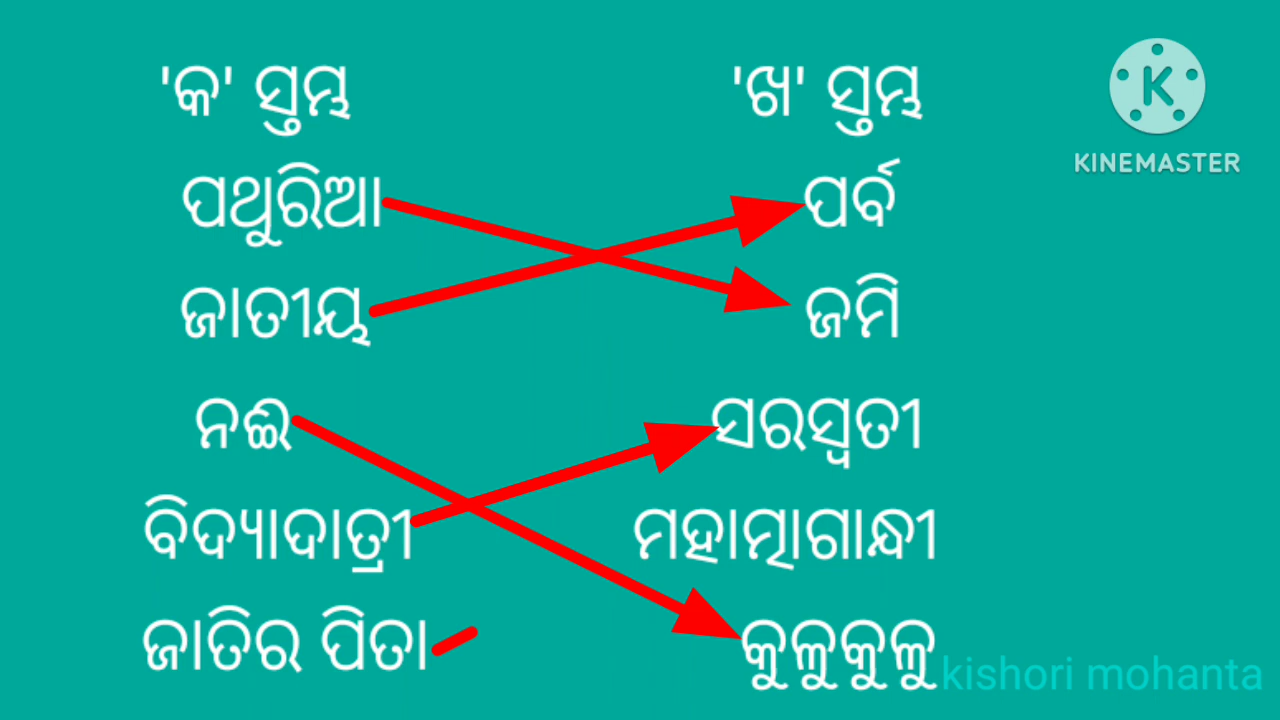 'କ' ସ୍ତମ୍ଭ 'ଖ' ସ୍ତମ୍ଭ
KINEMASTER
ପଥୁରିଆ ପର୍ବ
ଜାତୀୟ ଜମି
ନଈ ସରସ୍ୱତୀ
ବିଦ୍ୟାଦାତ୍ରୀ ମହାତ୍ମାଗାନ୍ଧୀ
ଜାତିର ପିତା କୁଳୁକୁଳୁ
kishori mohanta